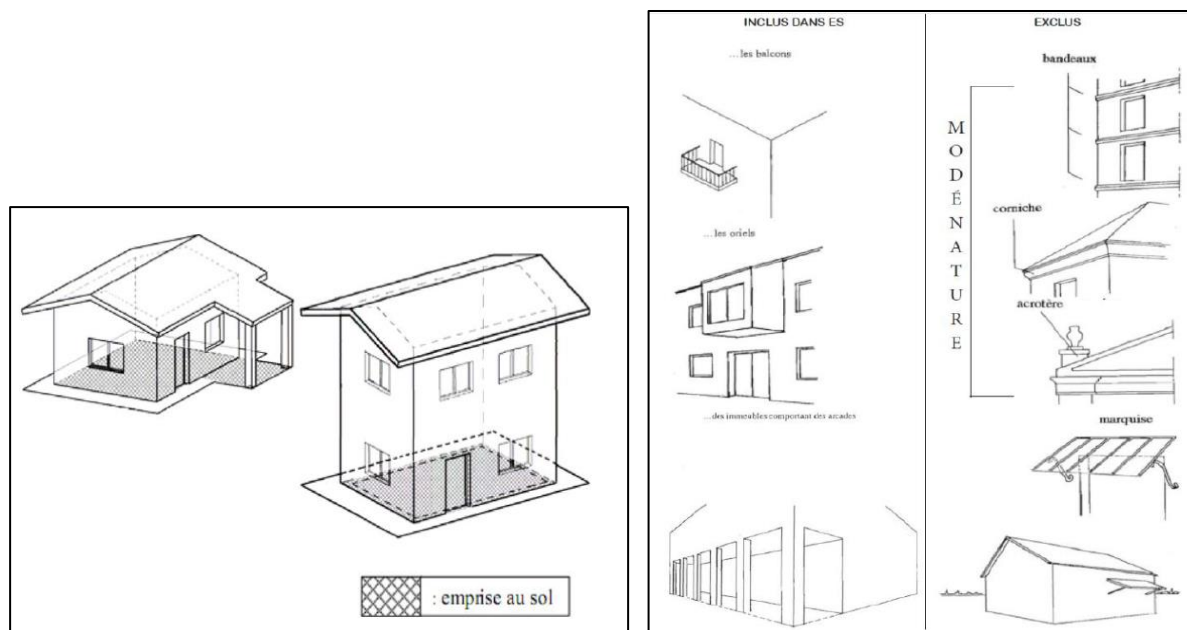 : emprise au sol
INCLUS DANS ES
...les balcons
...les oriels
...des immeubles comportant des arcades
EXCLUS
bandeaux
MODÉNATURE
corniche
acrotère
marquise